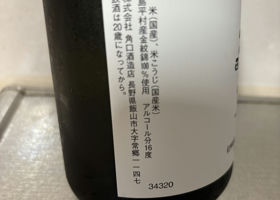 米(国産)、米こうじ(国産米)
島平村産金紋錦100%使用 アルコール分16度
株式会社 角口酒造店 長野県飯山市大字常郷一一四七
飲酒は20歳になってから。
34320